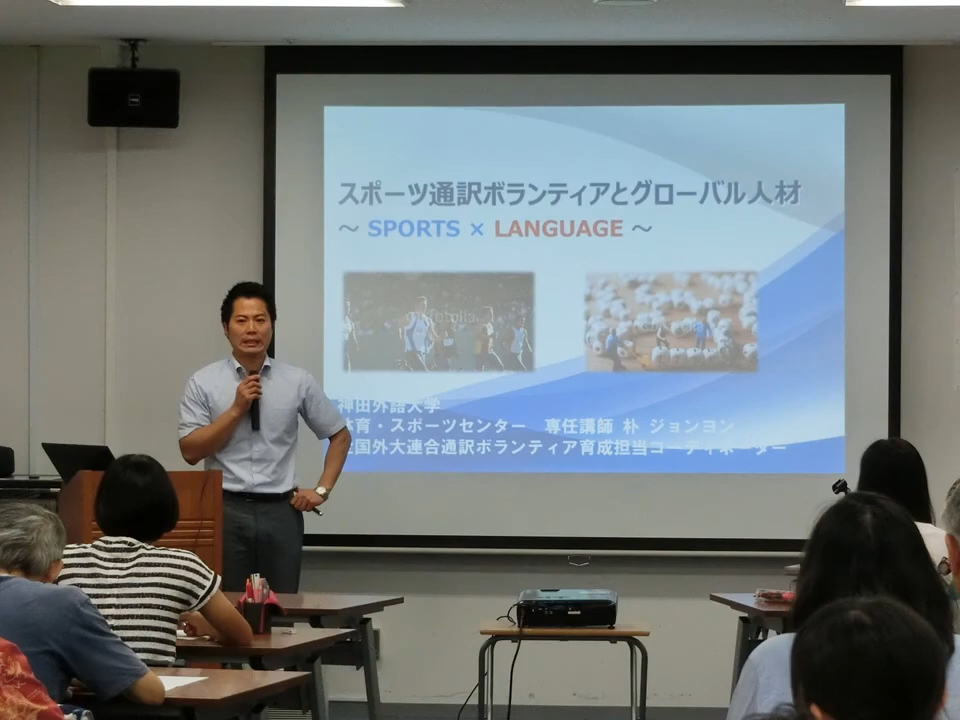 スポーツ通訳ボランティアとグローバル人材
～ SPORTS × LANGUAGE ～
神田外語大学
体育・スポーツセンター 専任講師 朴 ジョンヨン
全国外大連合通訳ボランティア育成担当コーディネーター